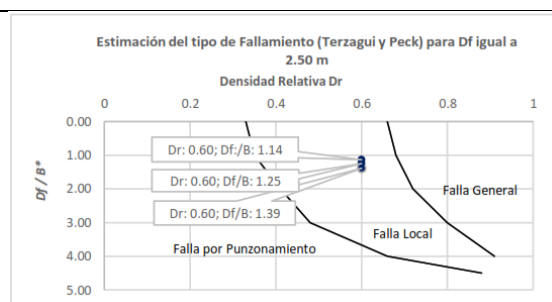 Estimación del tipo de Fallamiento (Terzagui y Peck) para Df igual a
2.50 m
Densidad Relativa Dr
0 0.2 0.4 0.6 0.8 1
0.00
1.00
2.00
3.00
4.00
5.00
Df / B*
Dr: 0.60; Df:/B: 1.14
Dr: 0.60; Df/B: 1.25
Dr: 0.60; Df/B: 1.39
Falla General
Falla Local
Falla por Punzonamiento